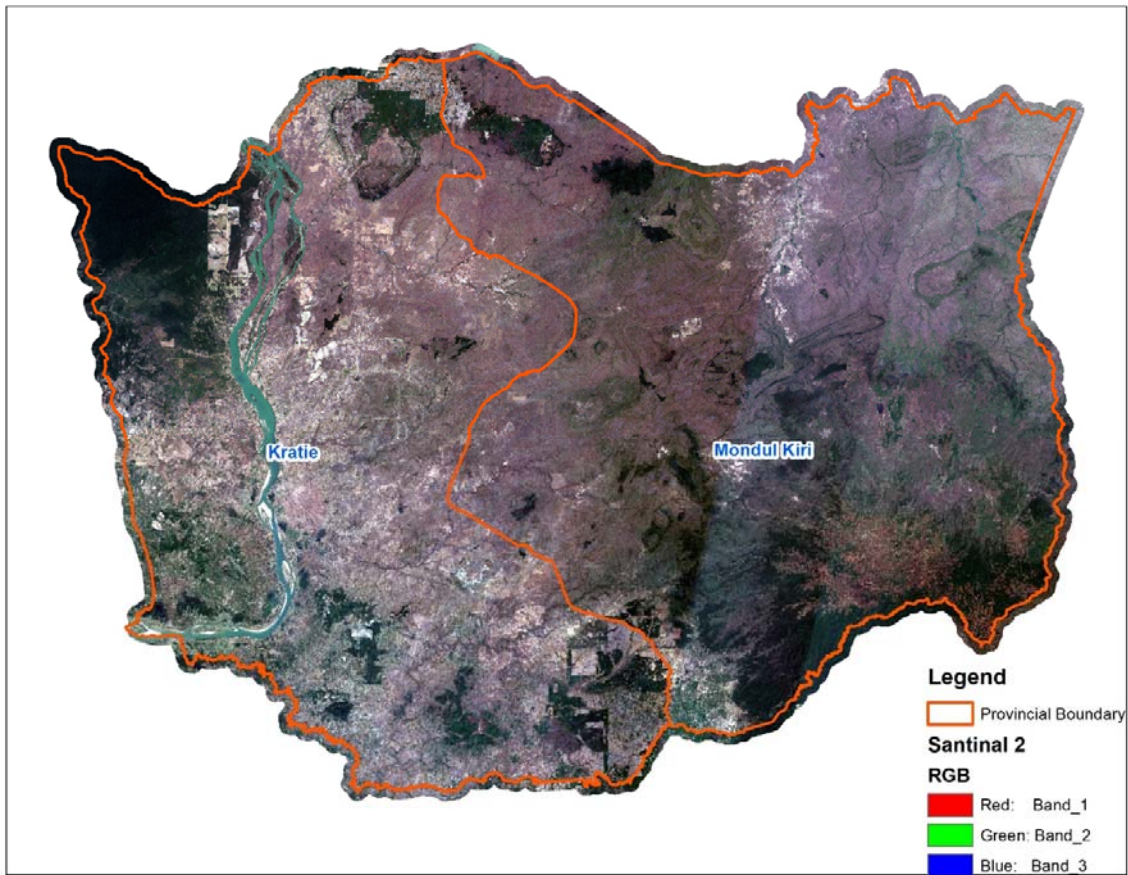 Kratie
Mondul Kiri
Legend
Provincial Boundary
Santinal 2
RGB
Red: Band_1
Green: Band_2
Blue: Band_3